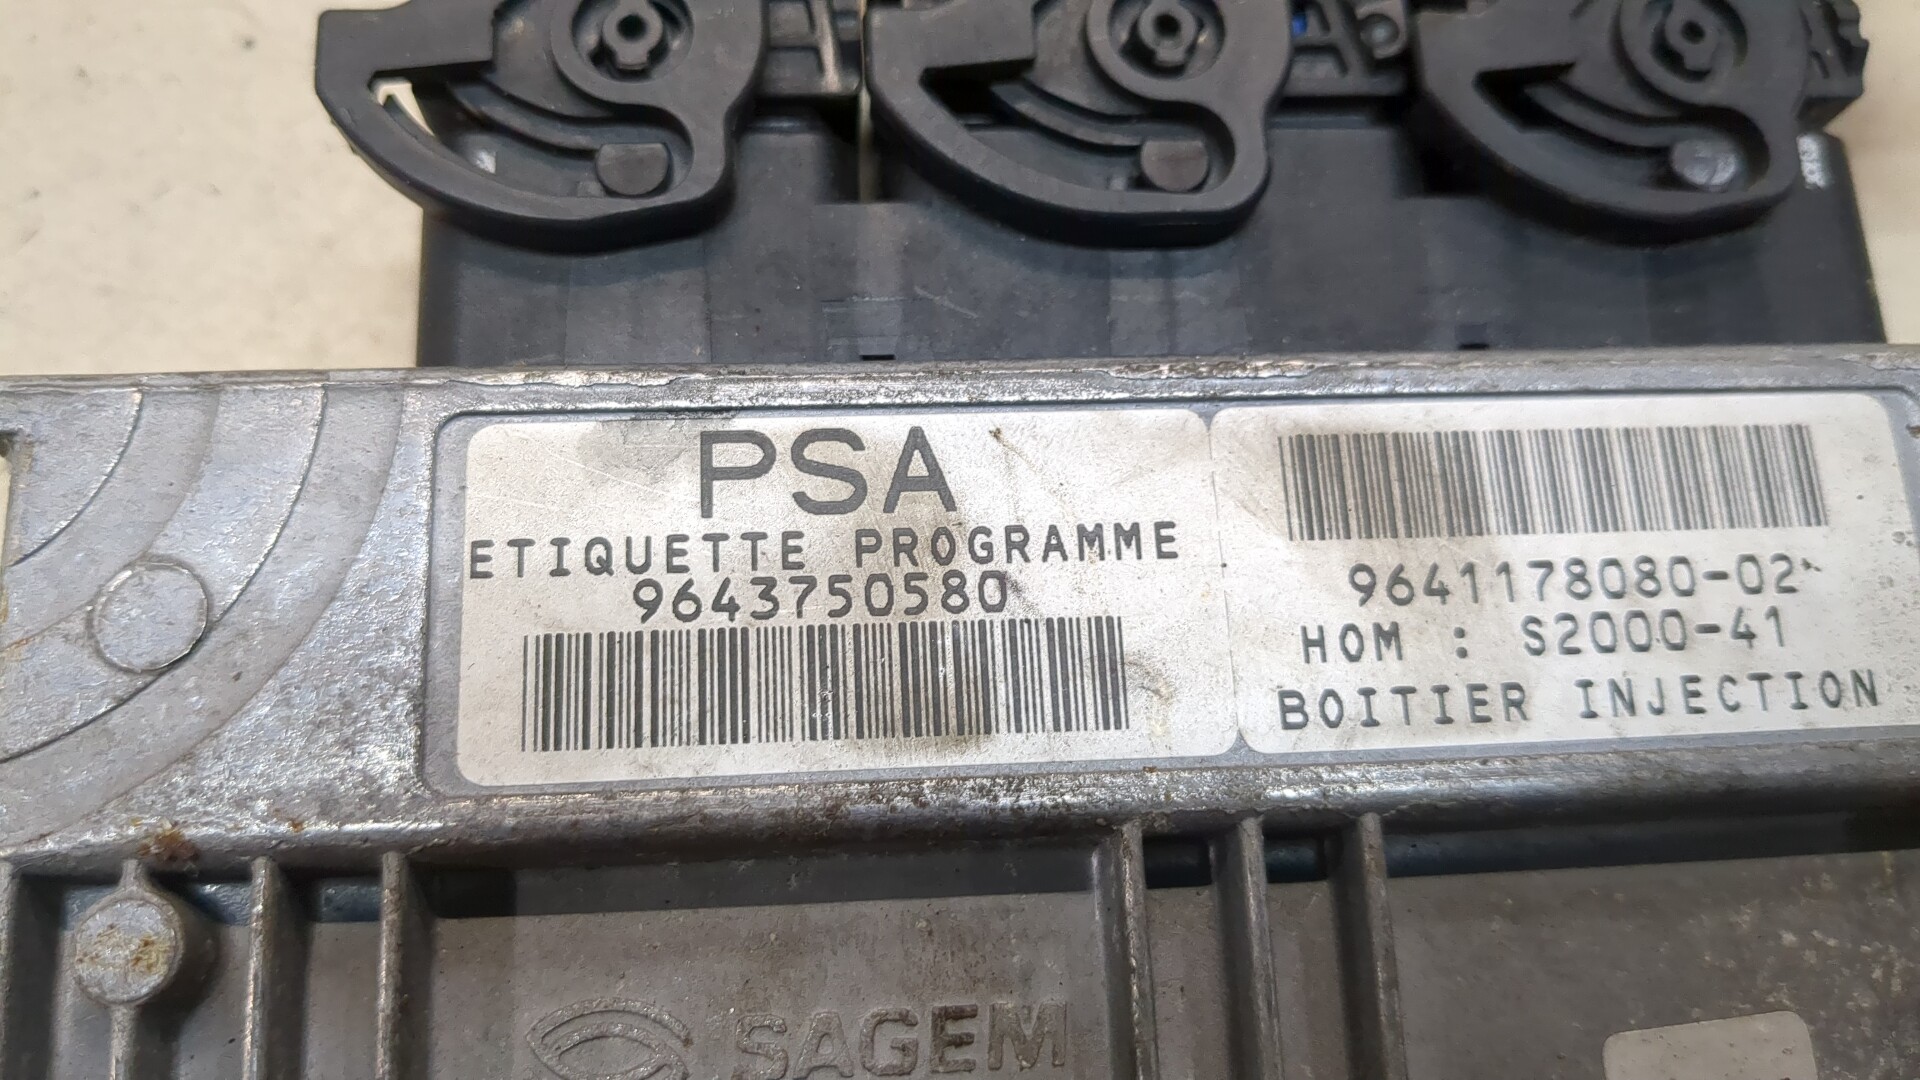 PSA
ETIQUETTE PROGRAMME
9643750580
9641178080-02
HOM : S2000-41
BOITIER INJECTION
SAGEM